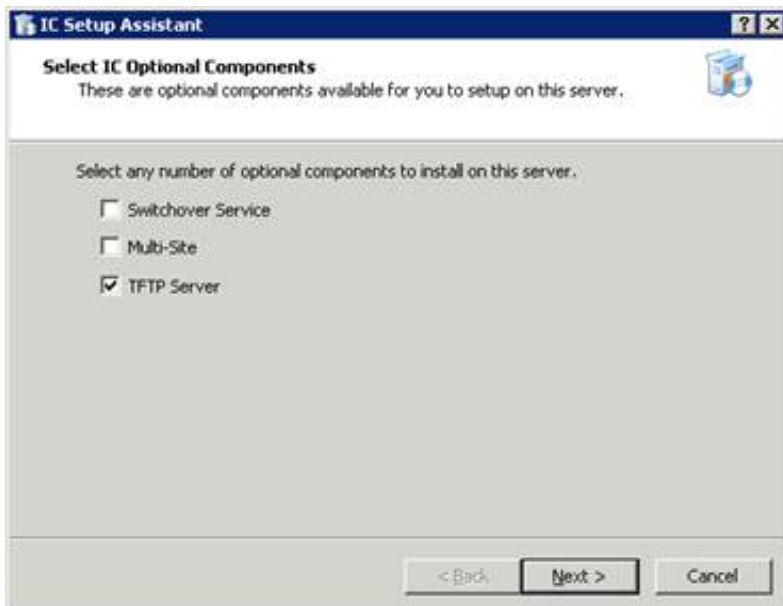 IC Setup Assistant
Select IC Optional Components
These are optional components available for you to setup on this server.
Select any number of optional components to install on this server.
Switchover Service
Multi-Site
TFTP Server
< Back Next > Cancel